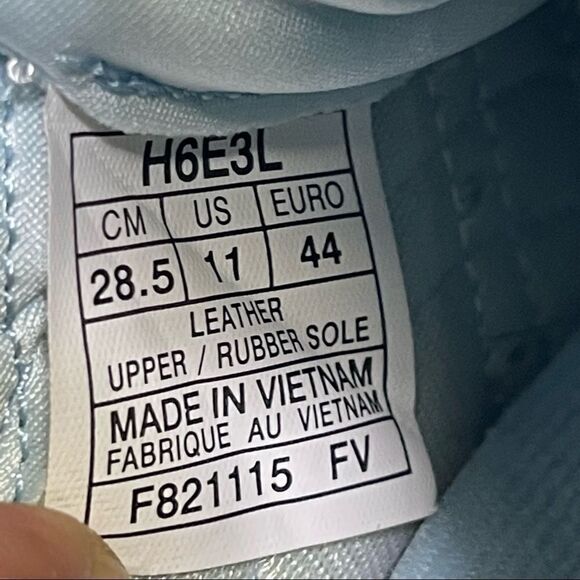 H6E3L
CM US EURO
28.5 11 44
LEATHER
UPPER / RUBBER SOLE
MADE IN VIETNAM
FABRIQUE AU VIETNAM
F821115 FV